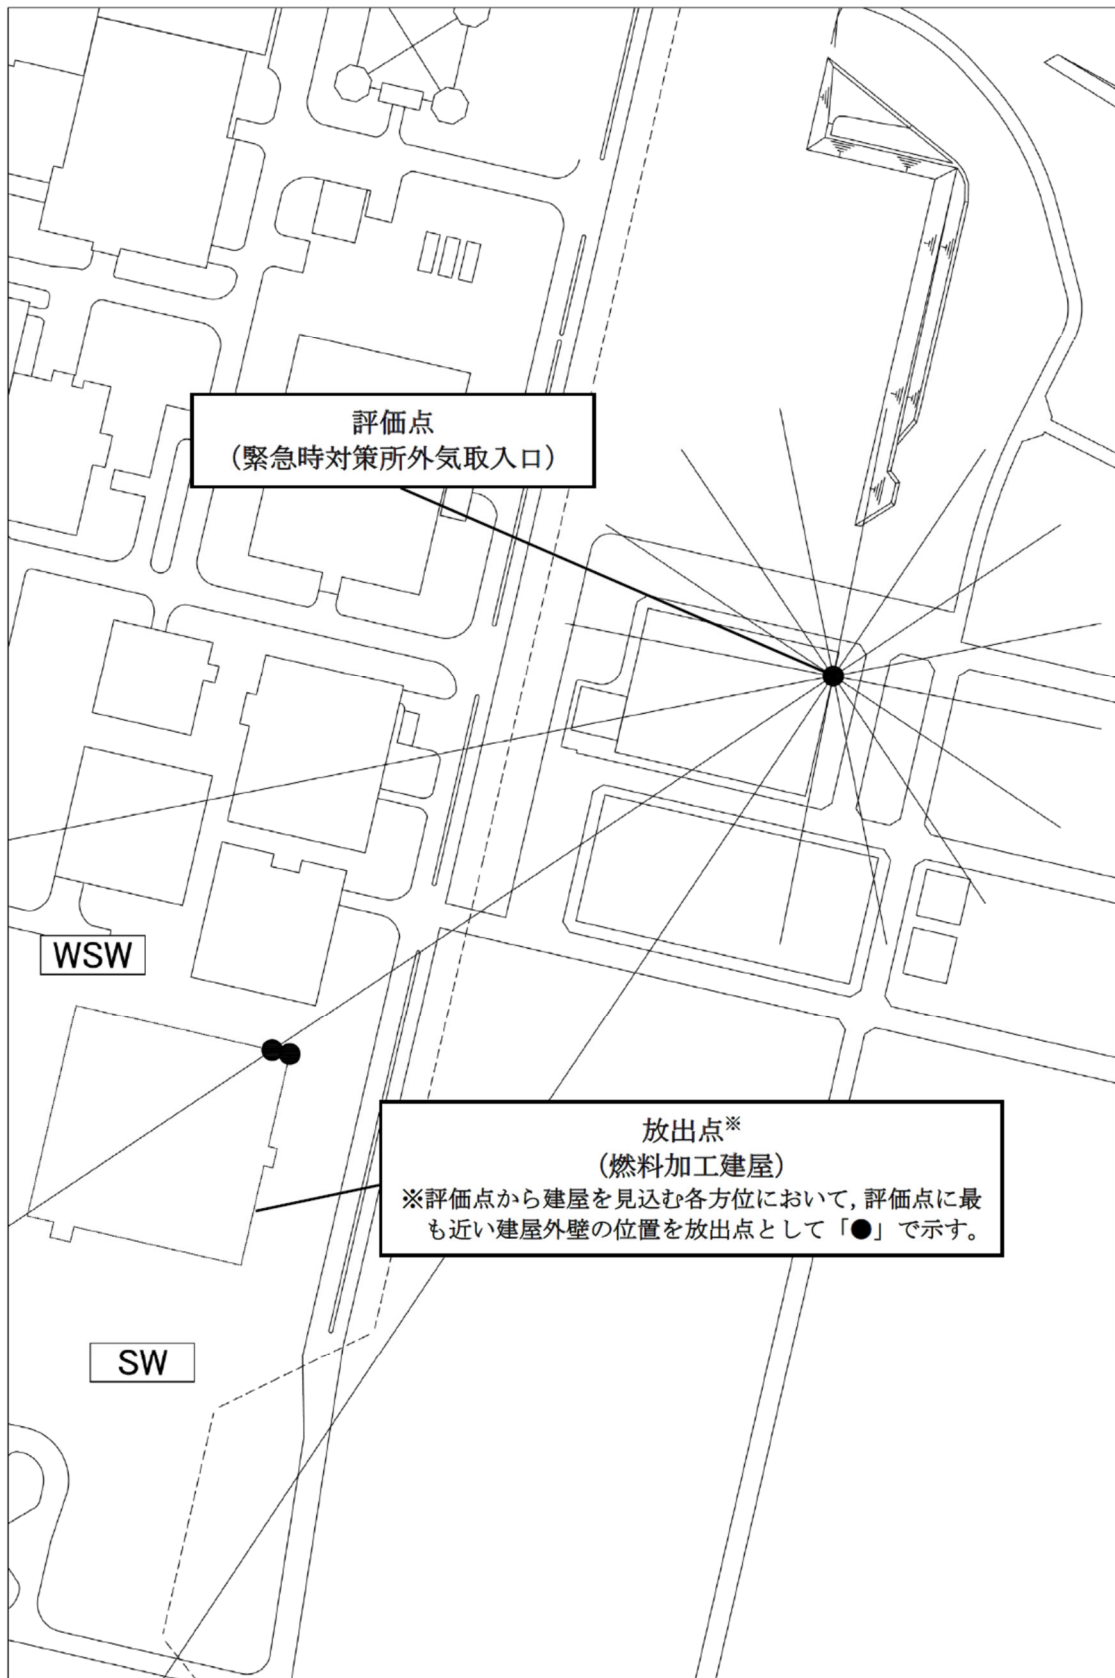 評価点
（緊急時対策所外気取入口）
WSW
放出点※
（燃料加工建屋）
※評価点から建屋を見込む各方位において，評価点に最
も近い建屋外壁の位置を放出点として「●」で示す。
SW